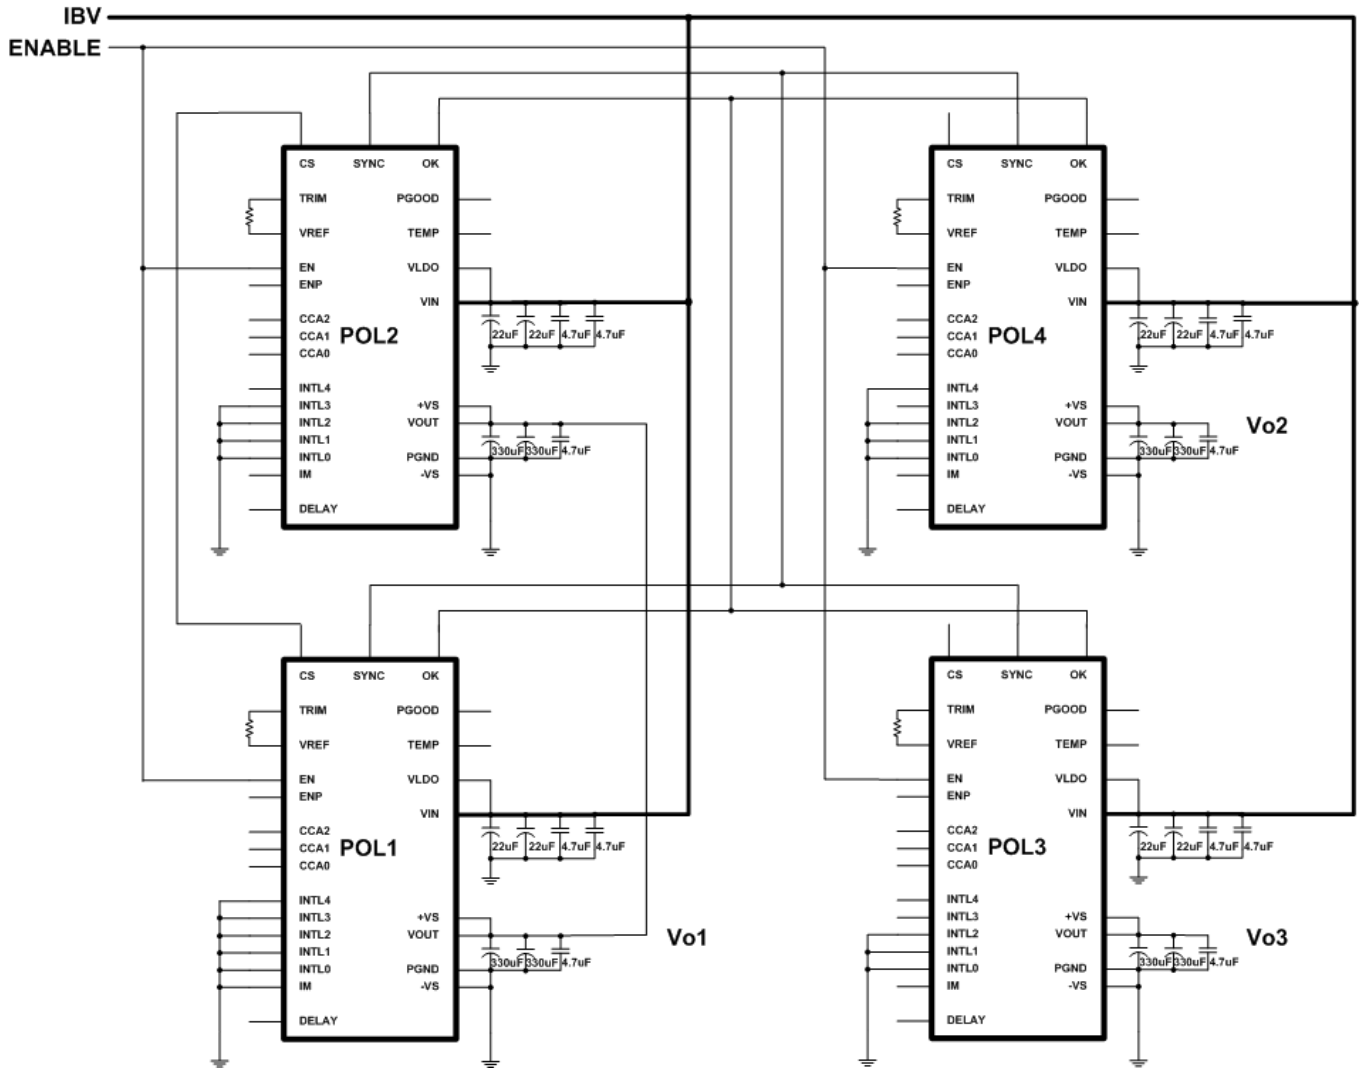 IBV
ENABLE
CS SYNC OK
TRIM PGOOD
VREF TEMP
EN VLDO
ENP
VIN
CCA2
22uF 22uF 4.7uF 4.7uF
CCA1 POL2
CCA0
INTL4
INTL3 +VS
INTL2 VOUT
INTL1
330uF 330uF 4.7uF
INTL0 PGND
IM -VS
DELAY
CS SYNC OK
TRIM PGOOD
VREF TEMP
EN VLDO
ENP
VIN
CCA2
22uF 22uF 4.7uF 4.7uF
CCA1 POL4
CCA0
INTL4
INTL3 +VS
INTL2 VOUT Vo2
INTL1
330uF 330uF 4.7uF
INTL0 PGND
IM -VS
DELAY
CS SYNC OK
TRIM PGOOD
VREF TEMP
EN VLDO
ENP
VIN
CCA2
22uF 22uF 4.7uF 4.7uF
CCA1 POL1
CCA0
INTL4
INTL3 +VS
INTL2 VOUT Vo1
INTL1
330uF 330uF 4.7uF
INTL0 PGND
IM -VS
DELAY
CS SYNC OK
TRIM PGOOD
VREF TEMP
EN VLDO
ENP
VIN
CCA2
22uF 22uF 4.7uF 4.7uF
CCA1 POL3
CCA0
INTL4
INTL3 +VS
INTL2 VOUT Vo3
INTL1
330uF 330uF 4.7uF
INTL0 PGND
IM -VS
DELAY